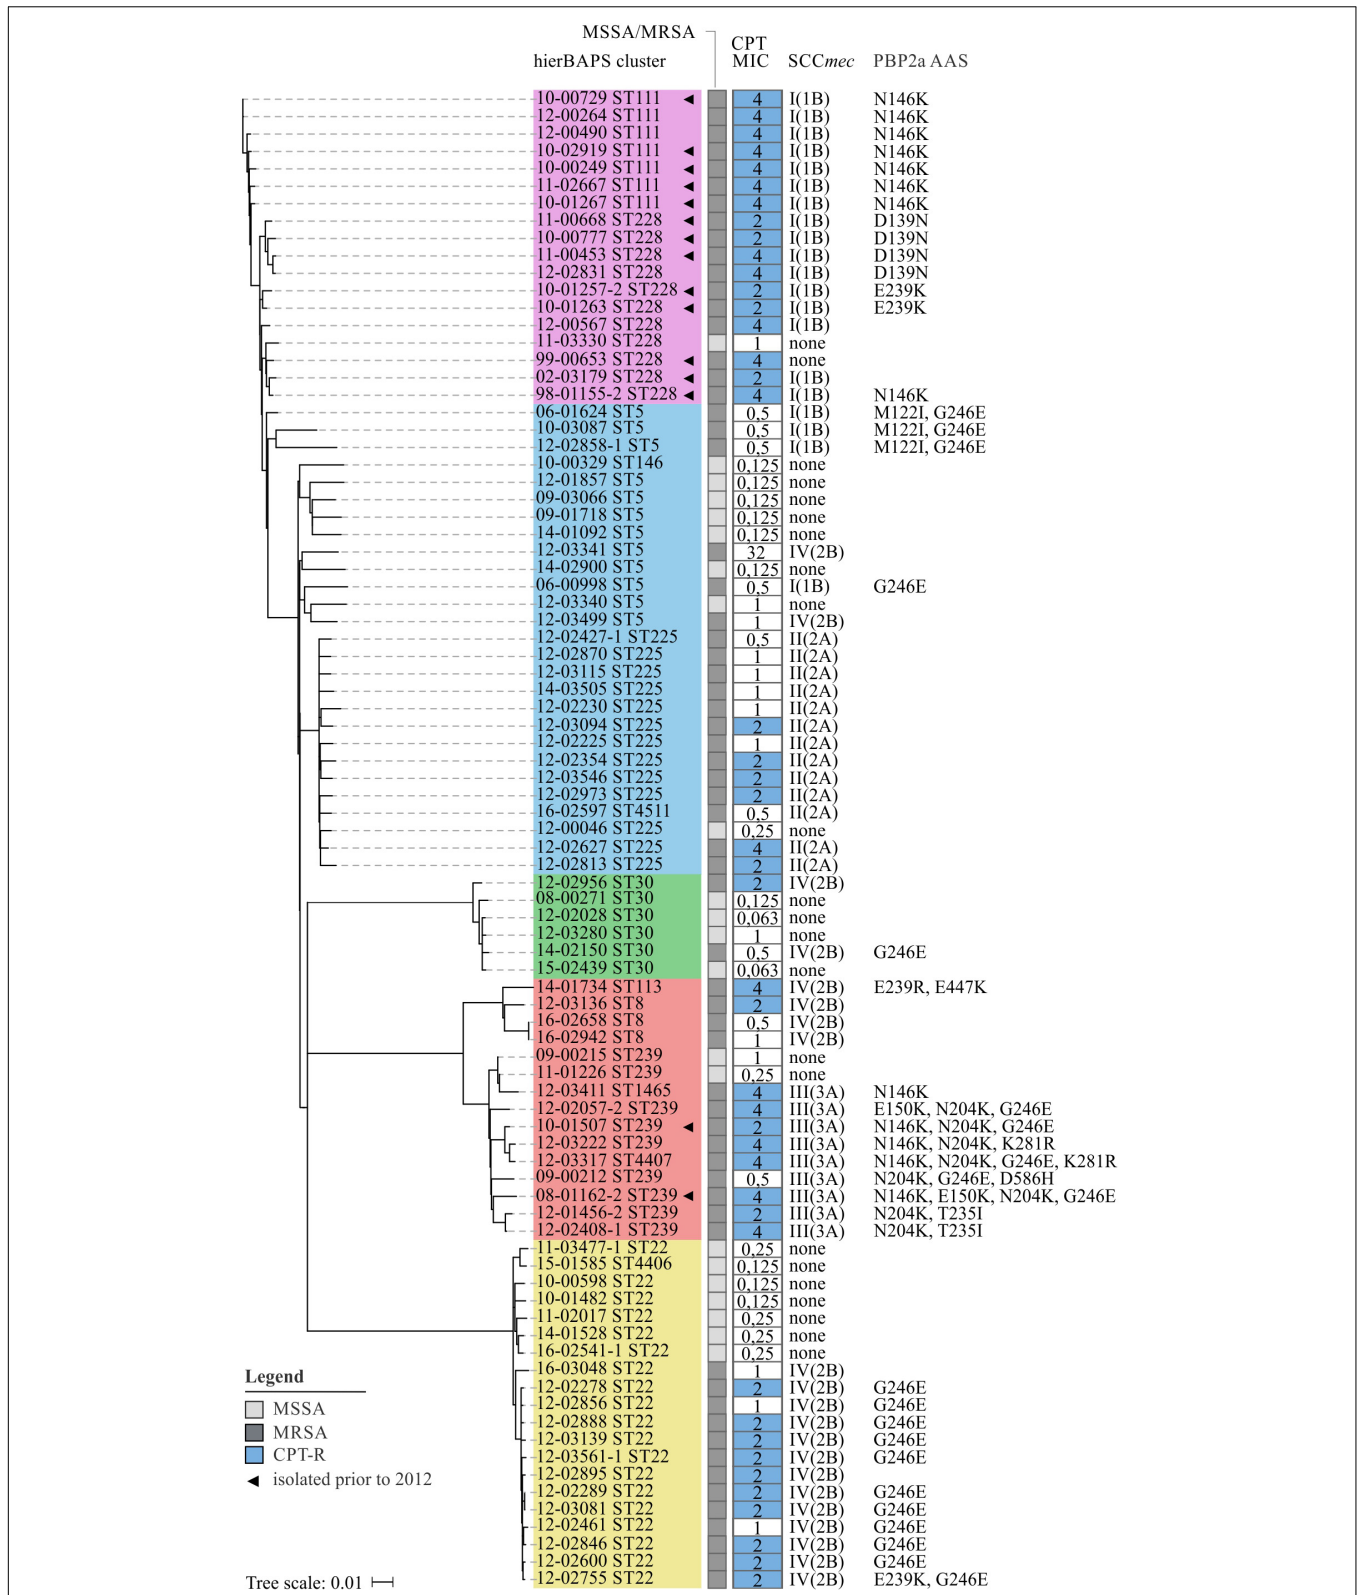 MSSA/MRSA
hierBAPS cluster CPT MIC SCCmec PBP2a AAS
10-00729 ST111 ◄ 4 I(1B) N146K
12-00264 ST111 4 I(1B) N146K
12-00490 ST111 4 I(1B) N146K
10-02919 ST111 ◄ 4 I(1B) N146K
10-00249 ST111 ◄ 4 I(1B) N146K
11-02667 ST111 ◄ 4 I(1B) N146K
10-01267 ST111 ◄ 4 I(1B) N146K
11-00668 ST228 ◄ 2 I(1B) D139N
10-00777 ST228 ◄ 2 I(1B) D139N
11-00453 ST228 ◄ 4 I(1B) D139N
12-02831 ST228 4 I(1B) D139N
10-01257-2 ST228 ◄ 2 I(1B) E239K
10-01263 ST228 ◄ 2 I(1B) E239K
12-00567 ST228 4 I(1B)
11-03330 ST228 1 none
99-00653 ST228 ◄ 4 none
02-03179 ST228 ◄ 2 I(1B)
98-01155-2 ST228 ◄ 4 I(1B) N146K
06-01624 ST5 0,5 I(1B) M122I, G246E
10-03087 ST5 0,5 I(1B) M122I, G246E
12-02858-1 ST5 0,5 I(1B) M122I, G246E
10-00329 ST146 0,125 none
12-01857 ST5 0,125 none
09-03066 ST5 0,125 none
09-01718 ST5 0,125 none
14-01092 ST5 0,125 none
12-03341 ST5 32 IV(2B)
14-02900 ST5 0,125 none
06-00998 ST5 0,5 I(1B) G246E
12-03340 ST5 1 none
12-03499 ST5 1 IV(2B)
12-02427-1 ST225 0,5 II(2A)
12-02870 ST225 1 II(2A)
12-03115 ST225 1 II(2A)
14-03505 ST225 1 II(2A)
12-02230 ST225 1 II(2A)
12-03094 ST225 2 II(2A)
12-02225 ST225 1 II(2A)
12-02354 ST225 2 II(2A)
12-03546 ST225 2 II(2A)
12-02973 ST225 2 II(2A)
16-02597 ST4511 0,5 II(2A)
12-00046 ST225 0,25 none
12-02627 ST225 4 II(2A)
12-02813 ST225 2 II(2A)
12-02956 ST30 2 IV(2B)
08-00271 ST30 0,125 none
12-02028 ST30 0,063 none
12-03280 ST30 1 none
14-02150 ST30 0,5 IV(2B) G246E
15-02439 ST30 0,063 none
14-01734 ST113 4 IV(2B) E239R, E447K
12-03136 ST8 2 IV(2B)
16-02658 ST8 0,5 IV(2B)
16-02942 ST8 1 IV(2B)
09-00215 ST239 1 none
11-01226 ST239 0,25 none
12-03411 ST1465 4 III(3A) N146K
12-02057-2 ST239 4 III(3A) E150K, N204K, G246E
10-01507 ST239 ◄ 2 III(3A) N146K, N204K, G246E
12-03222 ST239 4 III(3A) N146K, N204K, K281R
12-03317 ST4407 4 III(3A) N146K, N204K, G246E, K281R
09-00212 ST239 0,5 III(3A) N204K, G246E, D586H
08-01162-2 ST239 ◄ 4 III(3A) N146K, E150K, N204K, G246E
12-01456-2 ST239 2 III(3A) N204K, T235I
12-02408-1 ST239 4 III(3A) N204K, T235I
11-03477-1 ST22 0,25 none
15-01585 ST4406 0,125 none
10-00598 ST22 0,125 none
10-01482 ST22 0,125 none
11-02017 ST22 0,25 none
14-01528 ST22 0,25 none
16-02541-1 ST22 0,25 none
16-03048 ST22 1 IV(2B)
12-02278 ST22 2 IV(2B) G246E
12-02856 ST22 1 IV(2B) G246E
12-02888 ST22 2 IV(2B) G246E
12-03139 ST22 2 IV(2B) G246E
12-03561-1 ST22 2 IV(2B) G246E
12-02895 ST22 2 IV(2B)
12-02289 ST22 2 IV(2B) G246E
12-03081 ST22 2 IV(2B) G246E
12-02461 ST22 1 IV(2B) G246E
12-02846 ST22 2 IV(2B) G246E
12-02600 ST22 2 IV(2B) G246E
12-02755 ST22 2 IV(2B) E239K, G246E
Legend
MSSA
MRSA
CPT-R
◄ isolated prior to 2012
Tree scale: 0.01